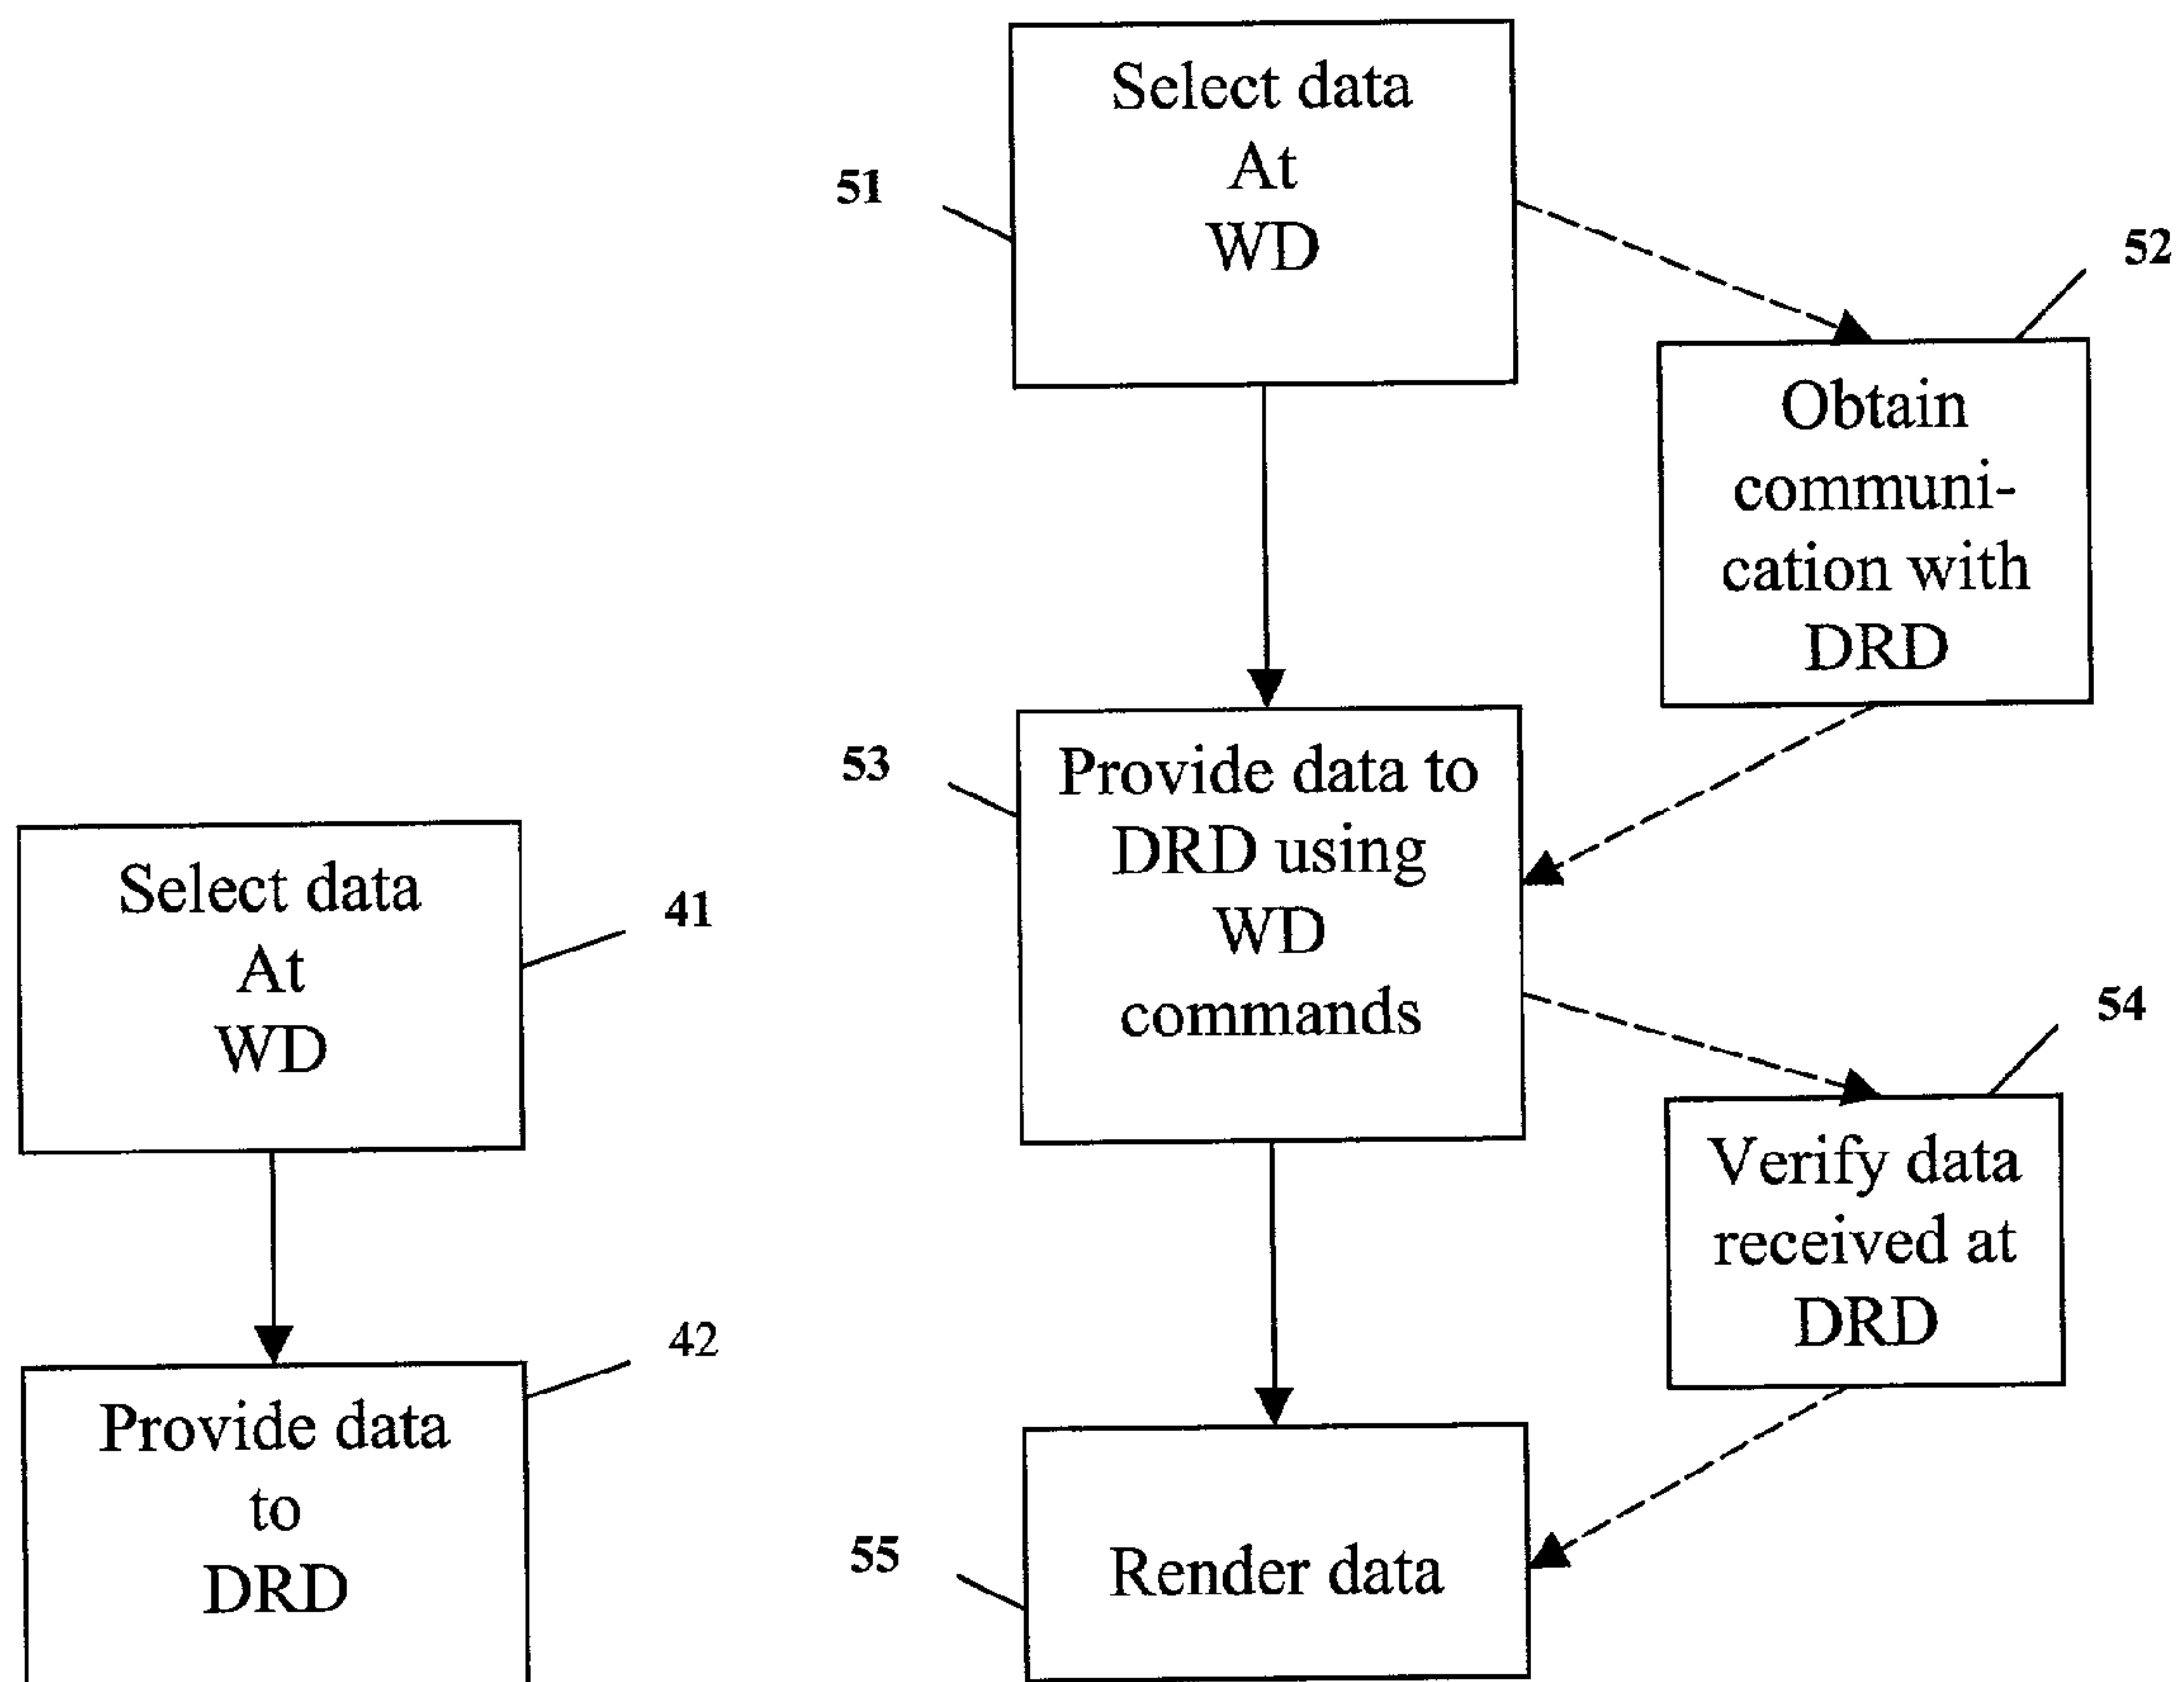 Select data
At
WD
41
Provide data
to
DRD
42
Select data
At
WD
51
Obtain
communi-
cation with
DRD
52
Provide data to
DRD using
WD
commands
53
Verify data
received at
DRD
54
Render data
55